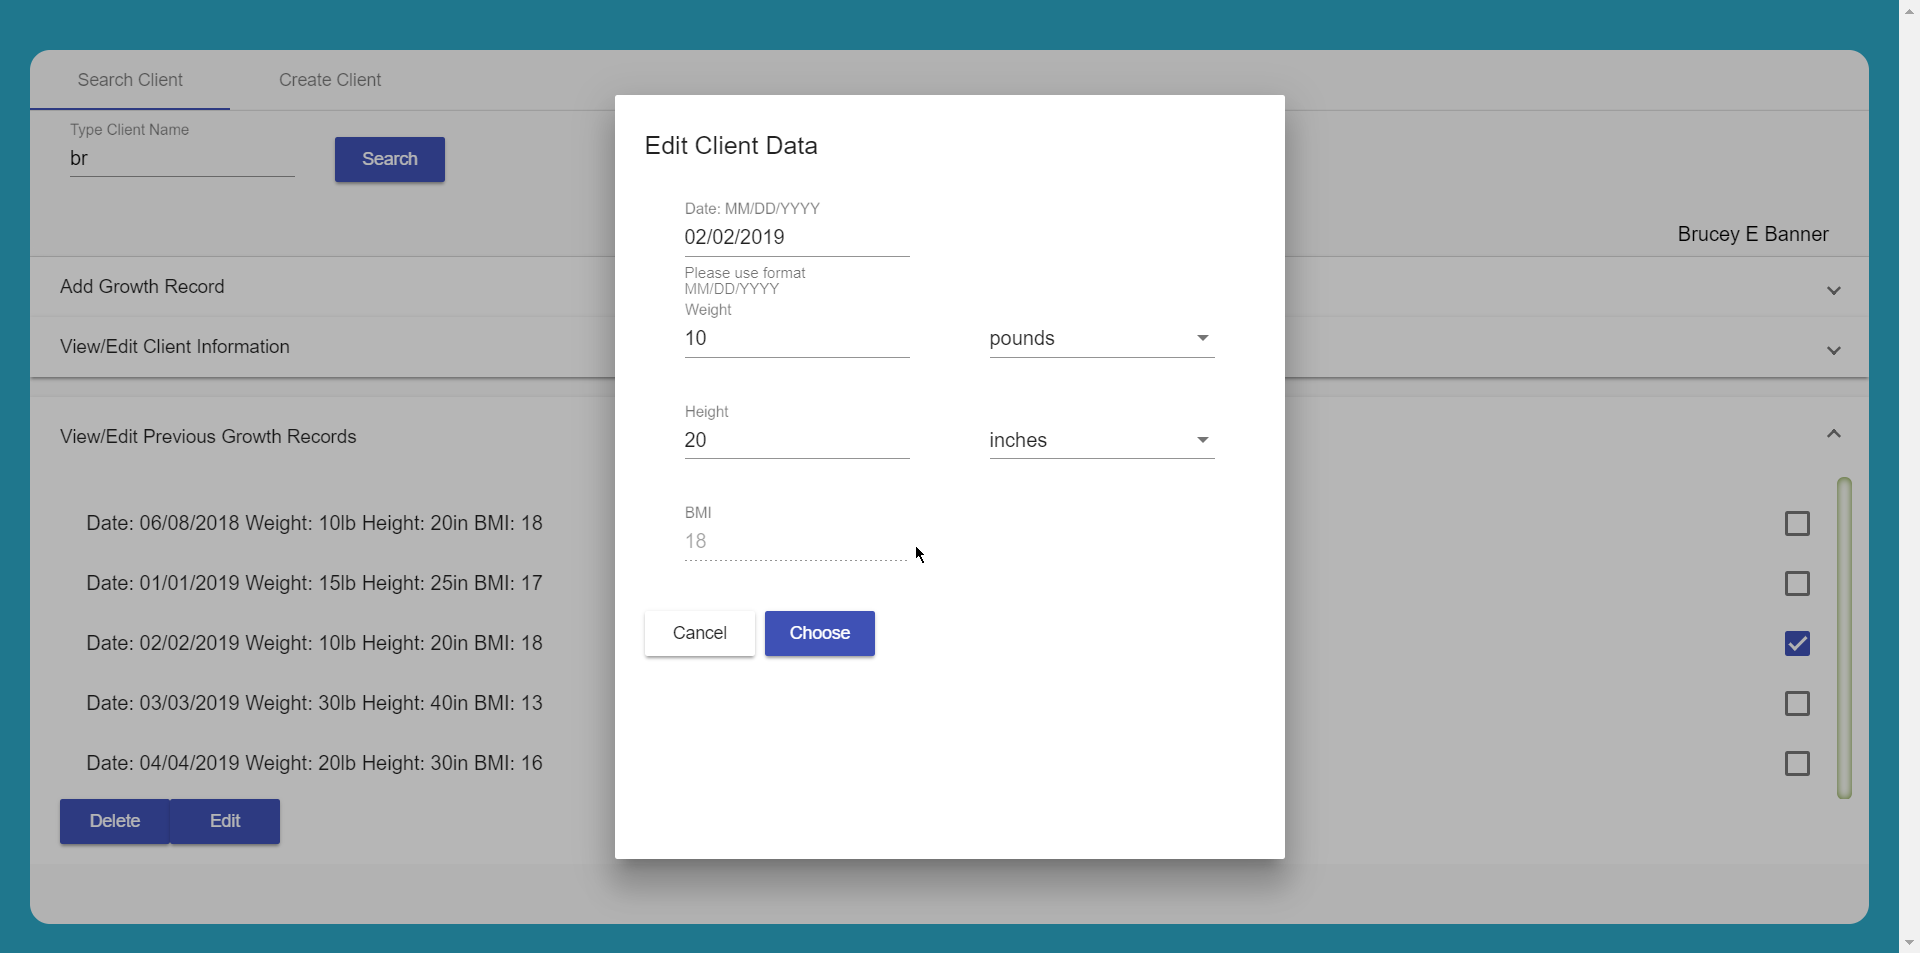 Search Client
Create Client
Type Client Name
br
Search
Brucey E Banner
Add Growth Record
View/Edit Client Information
View/Edit Previous Growth Records
Date: 06/08/2018 Weight: 10lb Height: 20in BMI: 18
Date: 01/01/2019 Weight: 15lb Height: 25in BMI: 17
Date: 02/02/2019 Weight: 10lb Height: 20in BMI: 18
Date: 03/03/2019 Weight: 30lb Height: 40in BMI: 13
Date: 04/04/2019 Weight: 20lb Height: 30in BMI: 16
Delete
Edit
Edit Client Data
Date: MM/DD/YYYY
02/02/2019
Please use format
MM/DD/YYYY
Weight
10
pounds
Height
20
inches
BMI
18
Cancel
Choose